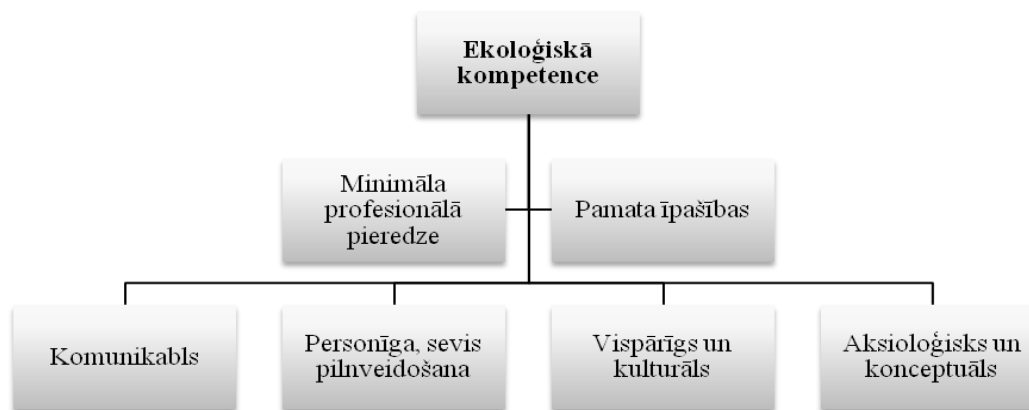 Ekoloģiskā
kompetence
Minimāla
profesionālā
pieredze
Pamata īpašības
Komunikabls
Personīga, sevis
pilnveidošana
Vispārīgs un
kulturāls
Aksioloģisks un
konceptuāls